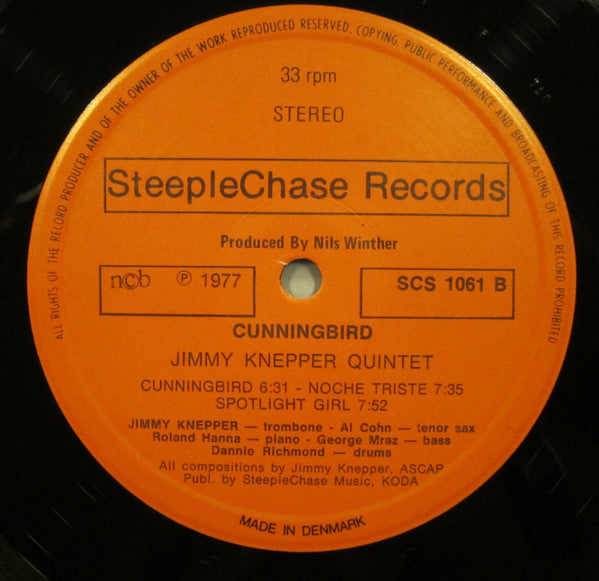 ALL RIGHTS OF THE RECORD PRODUCER AND OF THE OWNER OF THE WORK REPRODUCED RESERVED. COPYING, PUBLIC PERFORMANCE AND BROADCASTING OF THIS RECORD PROHIBITED
33 rpm
STEREO
SteepleChase Records
Produced By Nils Winther
ncb ℗ 1977
SCS 1061 B
CUNNINGBIRD
JIMMY KNEPPER QUINTET
CUNNINGBIRD 6:31 - NOCHE TRISTE 7:35
SPOTLIGHT GIRL 7:52
JIMMY KNEPPER — trombone - Al Cohn — tenor sax
Roland Hanna — piano - George Mraz — bass
Dannie Richmond — drums
All compositions by Jimmy Knepper, ASCAP
Publ. by SteepleChase Music, KODA
MADE IN DENMARK